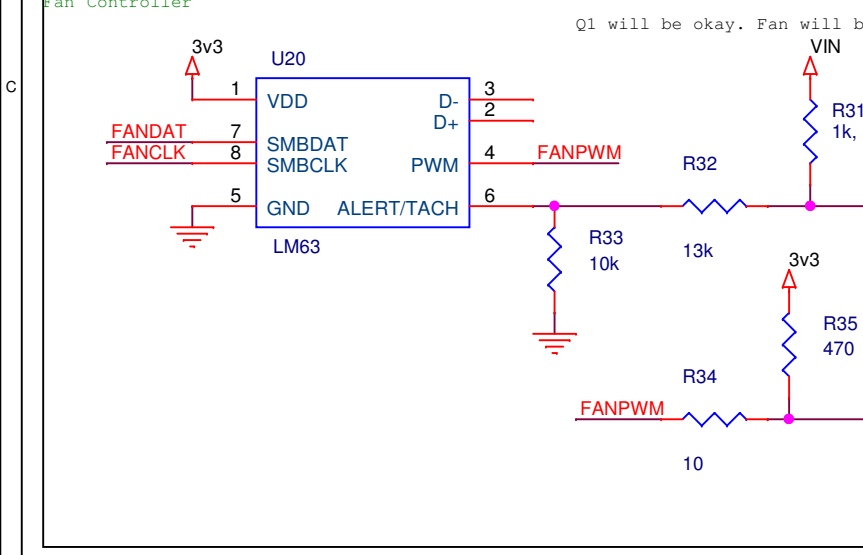 Fan Controller
Q1 will be okay. Fan will b
3v3
VIN
U20
C
1
VDD
D-
3
D+
2
R31
1k,
FANDAT
7
SMBDAT
FANCLK
8
SMBCLK
PWM
4
FANPWM
R32
5
GND
ALERT/TACH
6
LM63
R33
10k
13k
3v3
R35
470
R34
FANPWM
10